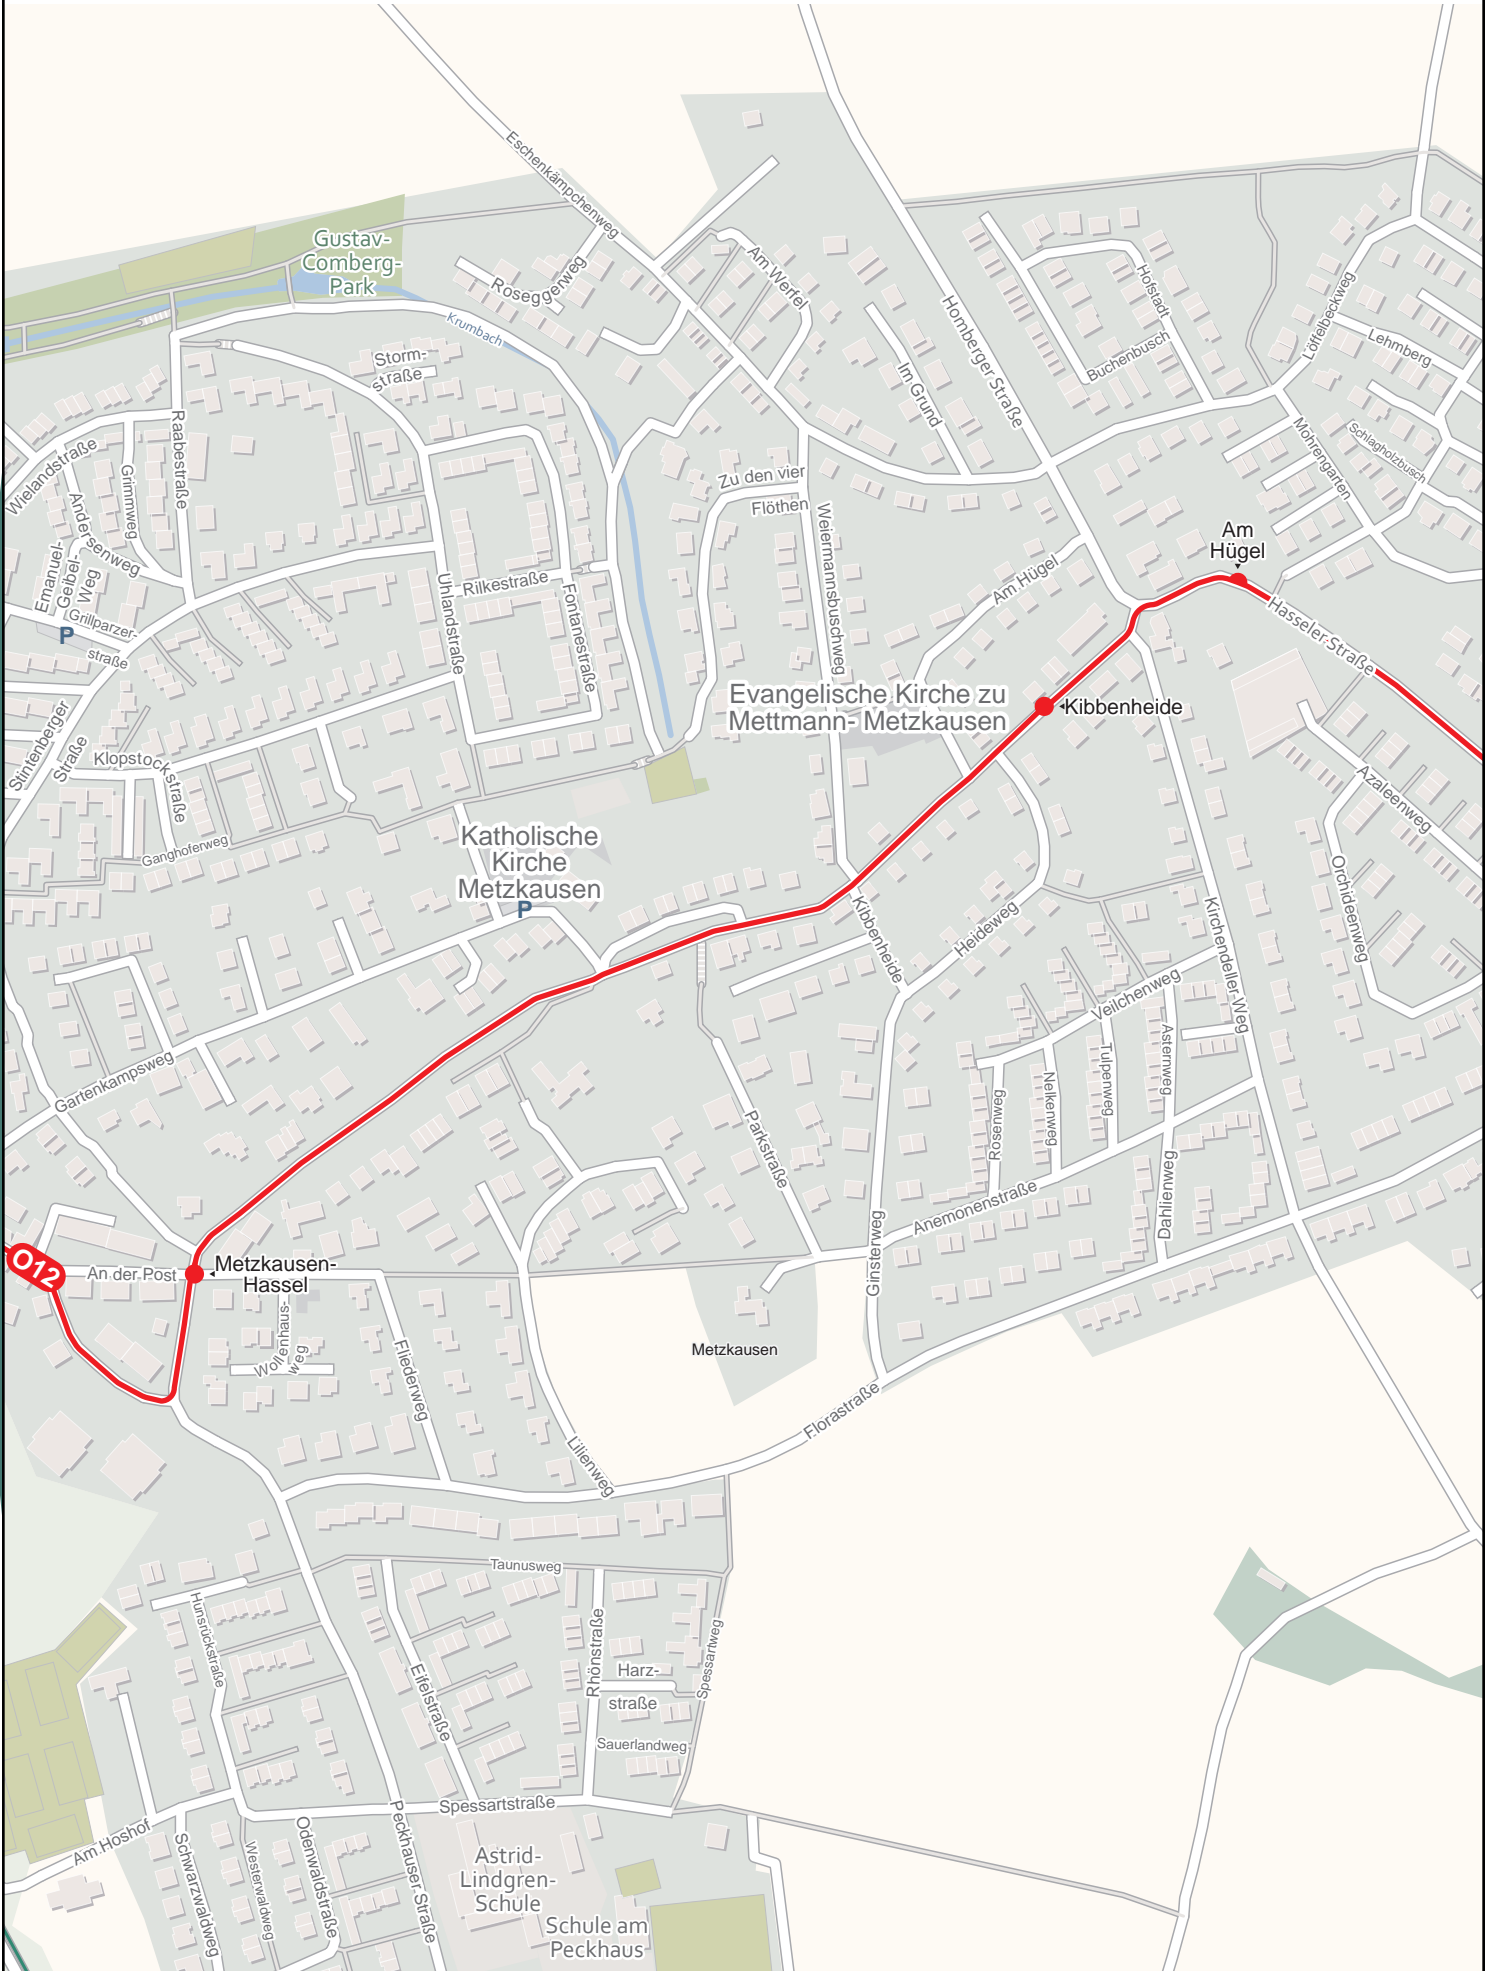 Eschenkämpchenweg
Gustav-
Comberg-
Park
Roseggerweg
Am Werfel
Krumbach
Homberger Straße
Hofstadt
Buchenbusch
Löffelbeckweg
Lehmberg
Storm-
straße
Im Grund
Mohrengarten
Schlagholzbusch
Wielandstraße
Raabestraße
Grimmweg
Andersenweg
Zu den vier
Flöthen
Weiermannsbuschweg
Am
Hügel
Am Hügel
Emanuel-
Geibel-
Weg
Grillparzer-
straße
P
Rilkestraße
Uhlandstraße
Fontanestraße
Hasseler-Straße
Evangelische Kirche zu
Mettmann- Metzkausen
Kibbenheide
Stintenberger
Straße
Klopstockstraße
Azaleenweg
Ganghoferweg
Katholische
Kirche
Metzkausen
P
Orchideenweg
Kibbenheide
Heideweg
Kirchendeller Weg
Veilchenweg
Gartenkampsweg
Parkstraße
Rosenweg
Nelkenweg
Tulpenweg
Asternweg
Dahlienweg
Anemonenstraße
Ginsterweg
O12
An der Post
Metzkausen-
Hassel
Wollenhaus-
weg
Fliederweg
Metzkausen
Florastraße
Lilienweg
Taunusweg
Hunsrückstraße
Eifelstraße
Rhönstraße
Harz-
straße
Spessartweg
Sauerlandweg
Spessartstraße
Am Hoshof
Schwarzwaldweg
Westerwaldweg
Odenwaldstraße
Peckhauser-Straße
Astrid-
Lindgren-
Schule
Schule am
Peckhaus